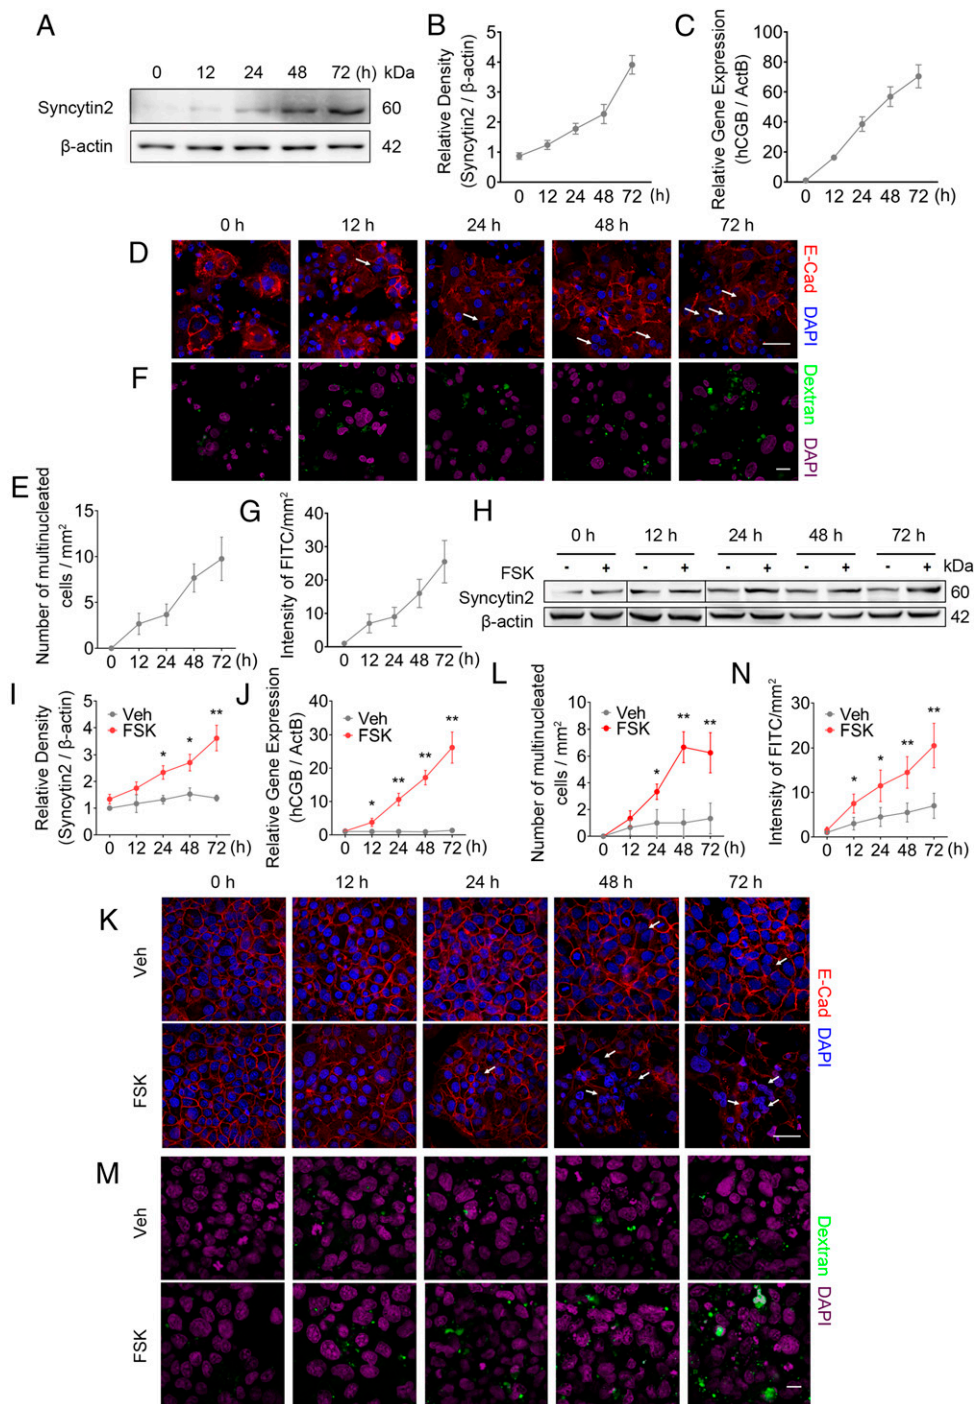 A
0 12 24 48 72 (h) kDa
Syncytin2 60
β-actin 42
B
Relative Density
(Syncytin2 / β-actin)
5
4
3
2
1
0
0 12 24 48 72 (h)
C
Relative Gene Expression
(hCGB / ActB)
100
80
60
40
20
0
0 12 24 48 72 (h)
0 h 12 h 24 h 48 h 72 h
D
E-Cad DAPI
F
Dextran DAPI
E
Number of multinucleated
cells / mm²
15
10
5
0
0 12 24 48 72 (h)
G
Intensity of FITC/mm²
40
30
20
10
0
0 12 24 48 72 (h)
H
0 h 12 h 24 h 48 h 72 h
FSK - + - + - + - + - + kDa
Syncytin2 60
β-actin 42
I
Relative Density
(Syncytin2 / β-actin)
5
4
3
2
1
0
Veh
FSK
* * **
0 12 24 48 72 (h)
J
Relative Gene Expression
(hCGB / ActB)
40
30
20
10
0
Veh
FSK
* ** ** **
0 12 24 48 72 (h)
L
Number of multinucleated
cells / mm²
10
8
6
4
2
0
Veh
FSK
* ** **
0 12 24 48 72 (h)
N
Intensity of FITC/mm²
30
20
10
0
Veh
FSK
* * ** **
0 12 24 48 72 (h)
0 h 12 h 24 h 48 h 72 h
K
Veh
FSK
E-Cad DAPI
M
Veh
FSK
Dextran DAPI